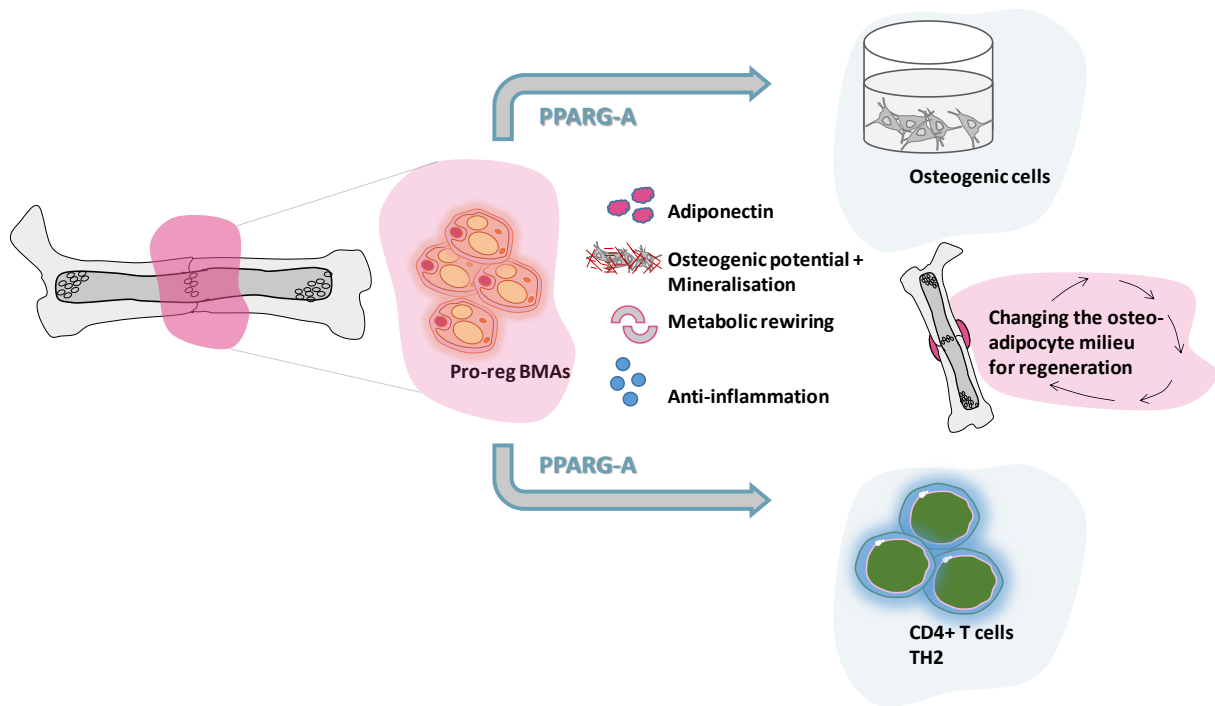 PPARG-A
Osteogenic cells
Adiponectin
Osteogenic potential +
Mineralisation
Metabolic rewiring
Anti-inflammation
Pro-reg BMAs
Changing the osteo-
adipocyte milieu
for regeneration
PPARG-A
CD4+ T cells
TH2